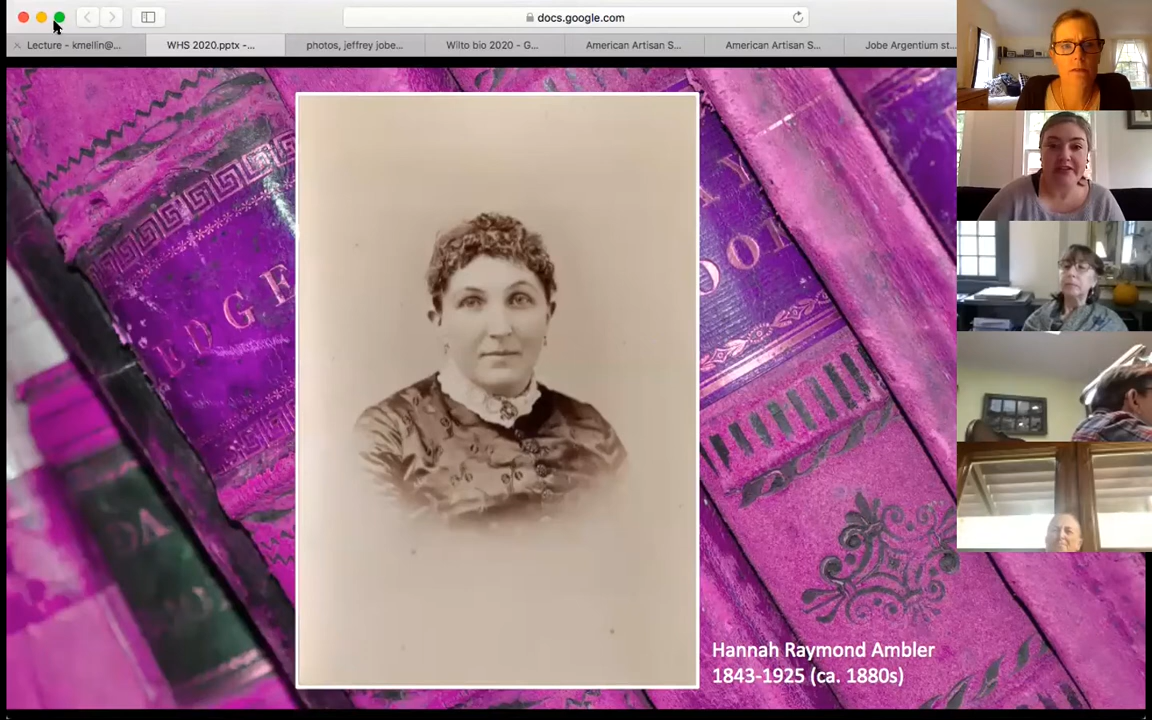 docs.google.com
Lecture - kmellin@...
WHS 2020.pptx -...
photos, jeffrey jobe...
Wilto bio 2020 - G...
American Artisan S...
American Artisan S...
Jobe Argentium st...
Hannah Raymond Ambler
1843-1925 (ca. 1880s)